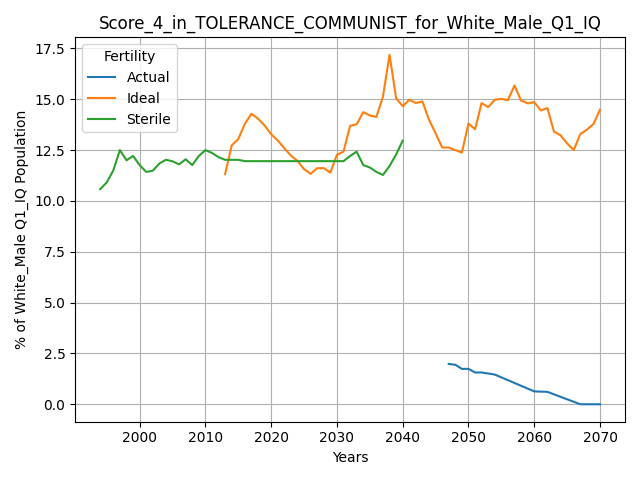 Score_4_in_TOLERANCE_COMMUNIST_for_White_Male_Q1_IQ
Fertility
Actual
Ideal
Sterile
% of White_Male Q1_IQ Population
17.5
15.0
12.5
10.0
7.5
5.0
2.5
0.0
2000 2010 2020 2030 2040 2050 2060 2070
Years